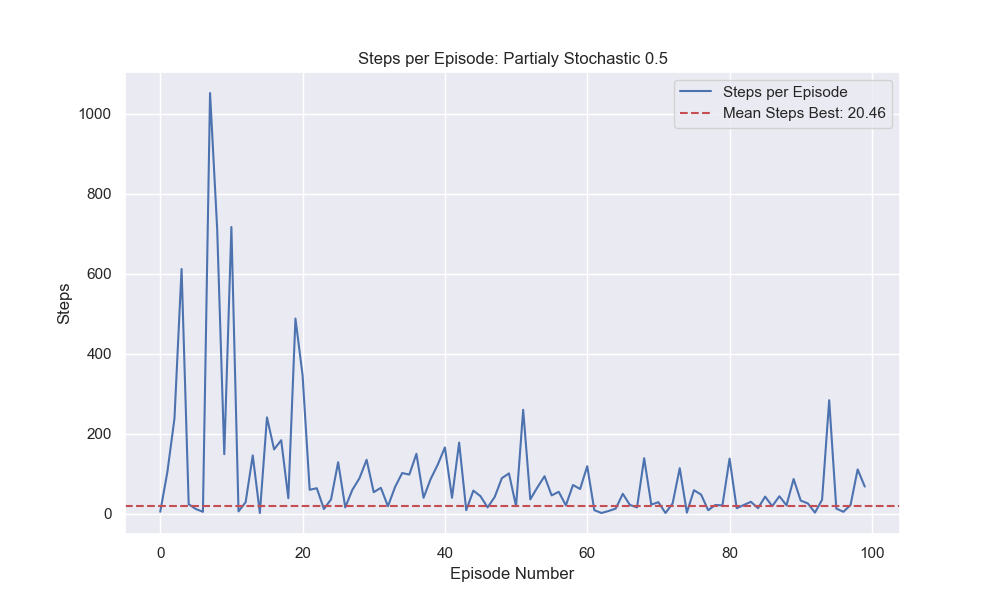 Steps per Episode: Partialy Stochastic 0.5
Steps per Episode
Mean Steps Best: 20.46
1000
800
600
400
200
0
Steps
0 20 40 60 80 100
Episode Number